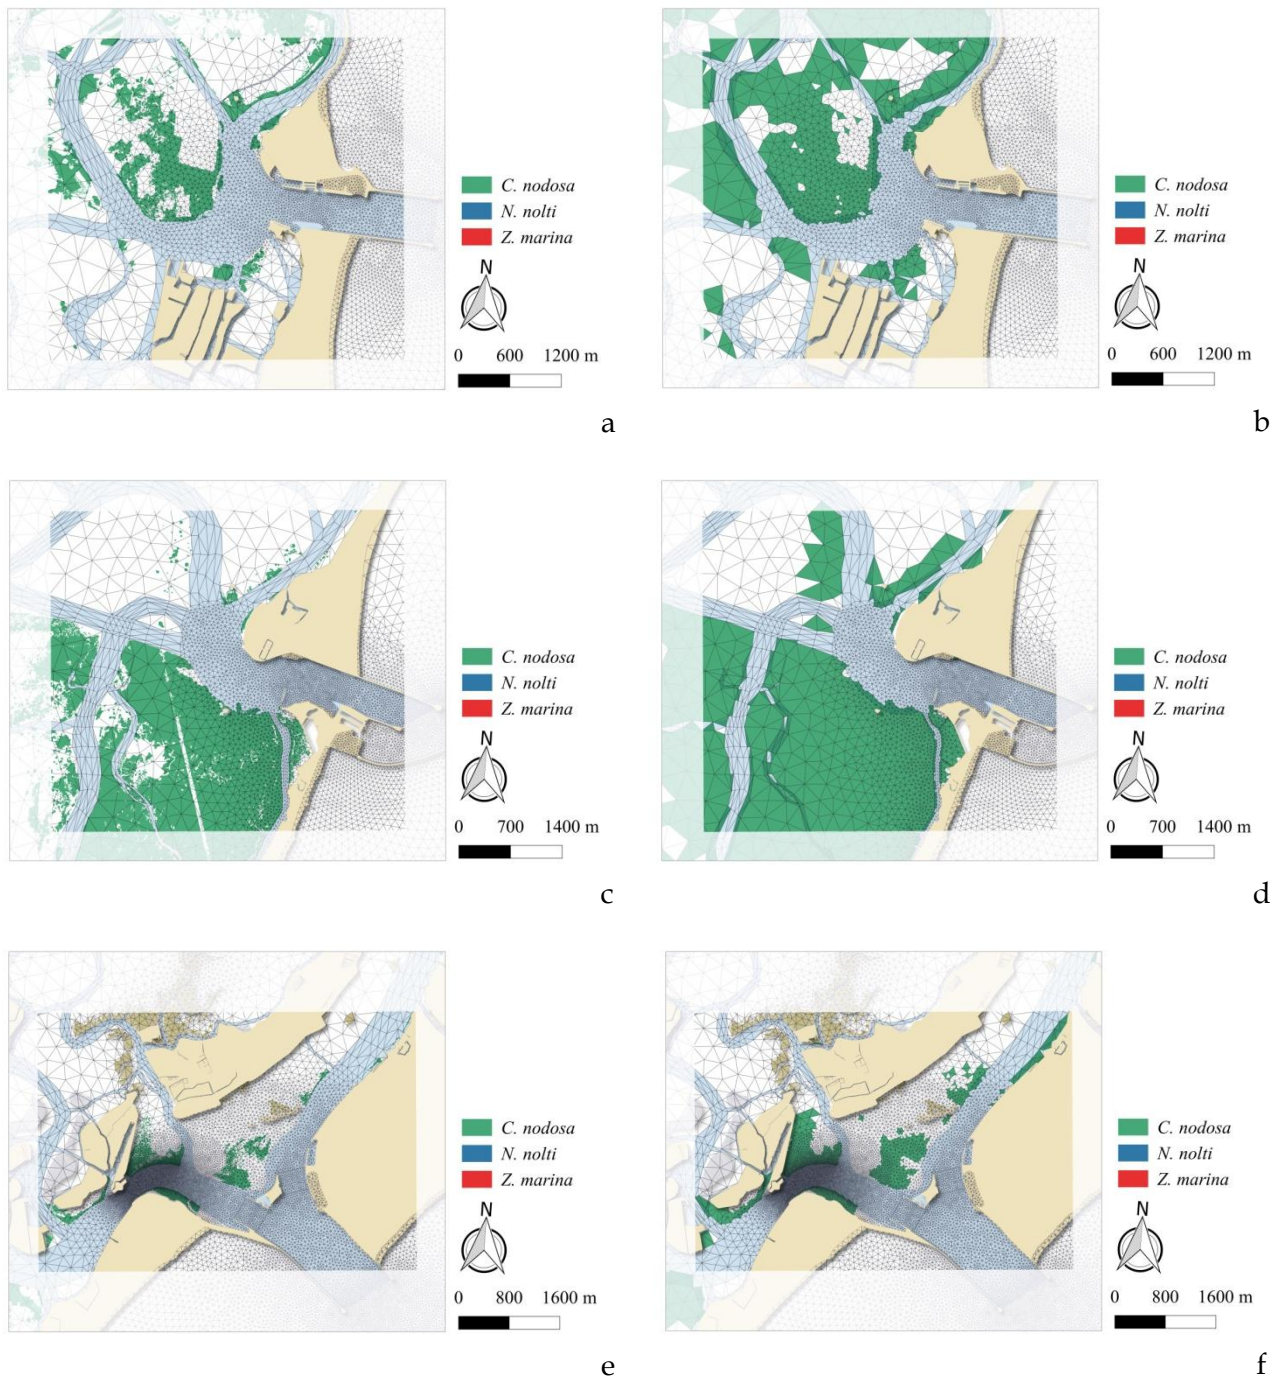 C. nodosa
N. nolti
Z. marina
N
0 600 1200 m
a
C. nodosa
N. nolti
Z. marina
N
0 600 1200 m
b
C. nodosa
N. nolti
Z. marina
N
0 700 1400 m
c
C. nodosa
N. nolti
Z. marina
N
0 700 1400 m
d
C. nodosa
N. nolti
Z. marina
N
0 800 1600 m
e
C. nodosa
N. nolti
Z. marina
N
0 800 1600 m
f